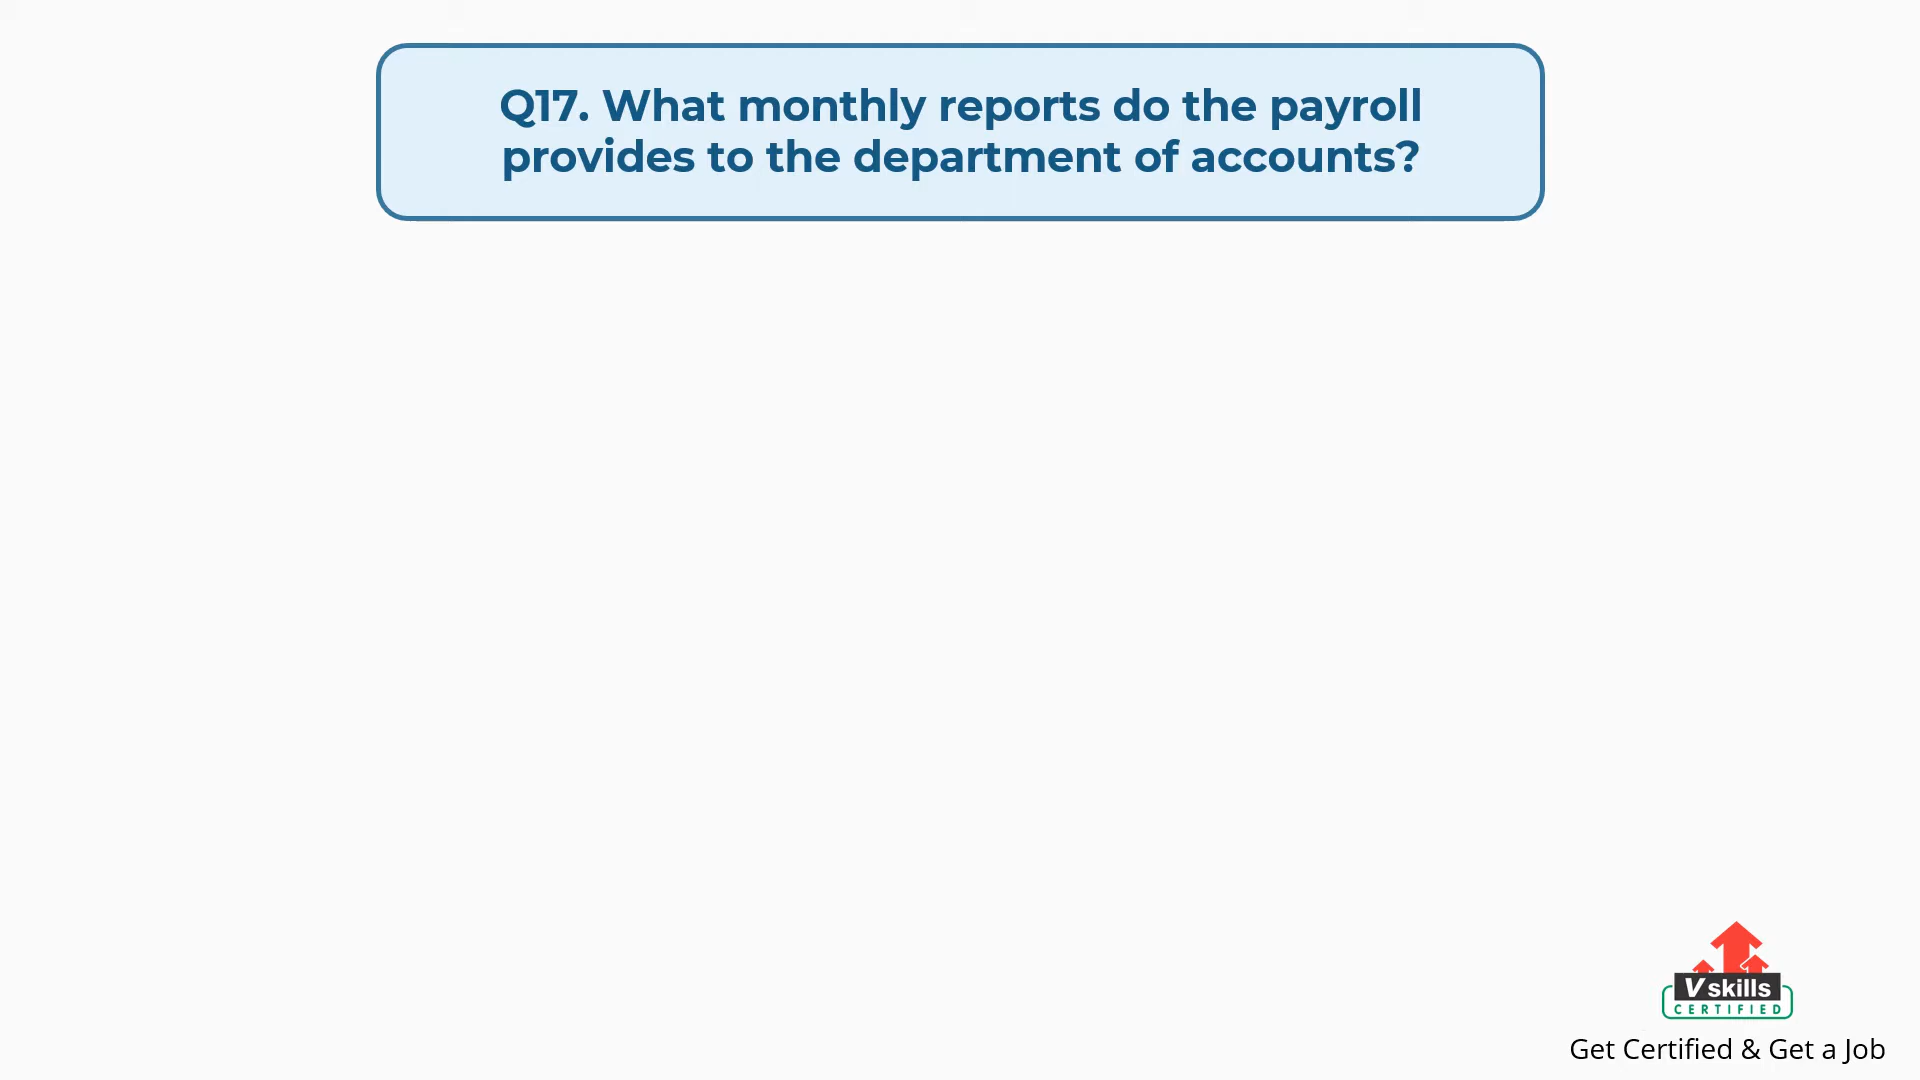 Q17. What monthly reports do the payroll
provides to the department of accounts?
Vskills
CERTIFIED
Get Certified & Get a Job